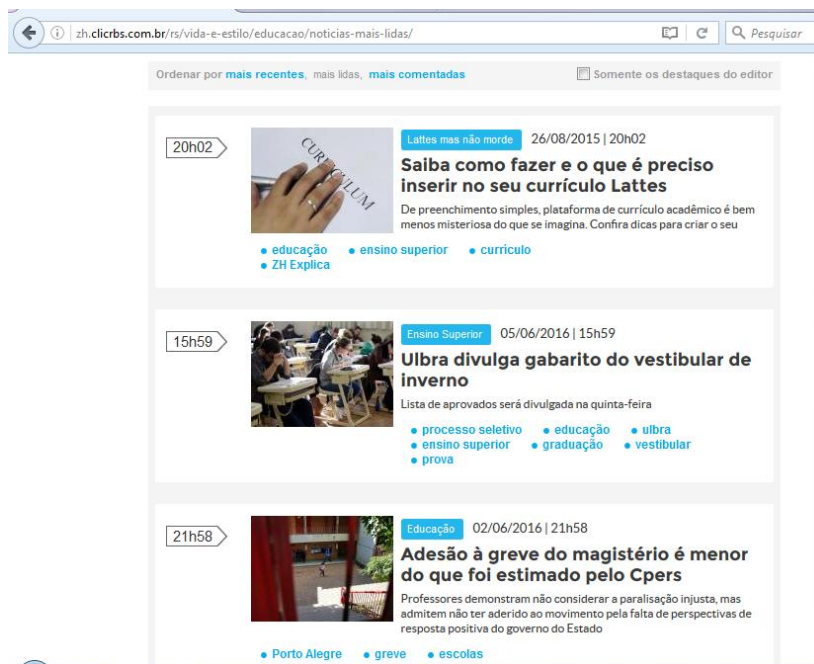 zh.clicrbs.com.br/rs/vida-e-estilo/educacao/noticias-mais-lidas/
Pesquisar
Ordenar por mais recentes, mais lidas, mais comentadas
Somente os destaques do editor
20h02
CURRICULUM
Lattes mas não morde 26/08/2015 | 20h02
Saiba como fazer e o que é preciso
inserir no seu currículo Lattes
De preenchimento simples, plataforma de currículo acadêmico é bem
menos misteriosa do que se imagina. Confira dicas para criar o seu
• educação • ensino superior • currículo
• ZH Explica
15h59
Ensino Superior 05/06/2016 | 15h59
Ulbra divulga gabarito do vestibular de
inverno
Lista de aprovados será divulgada na quinta-feira
• processo seletivo • educação • ulbra
• ensino superior • graduação • vestibular
• prova
21h58
Educação 02/06/2016 | 21h58
Adesão à greve do magistério é menor
do que foi estimado pelo Cpers
Professores demonstram não considerar a paralisação injusta, mas
admitem não ter aderido ao movimento pela falta de perspectivas de
resposta positiva do governo do Estado
• Porto Alegre • greve • escolas